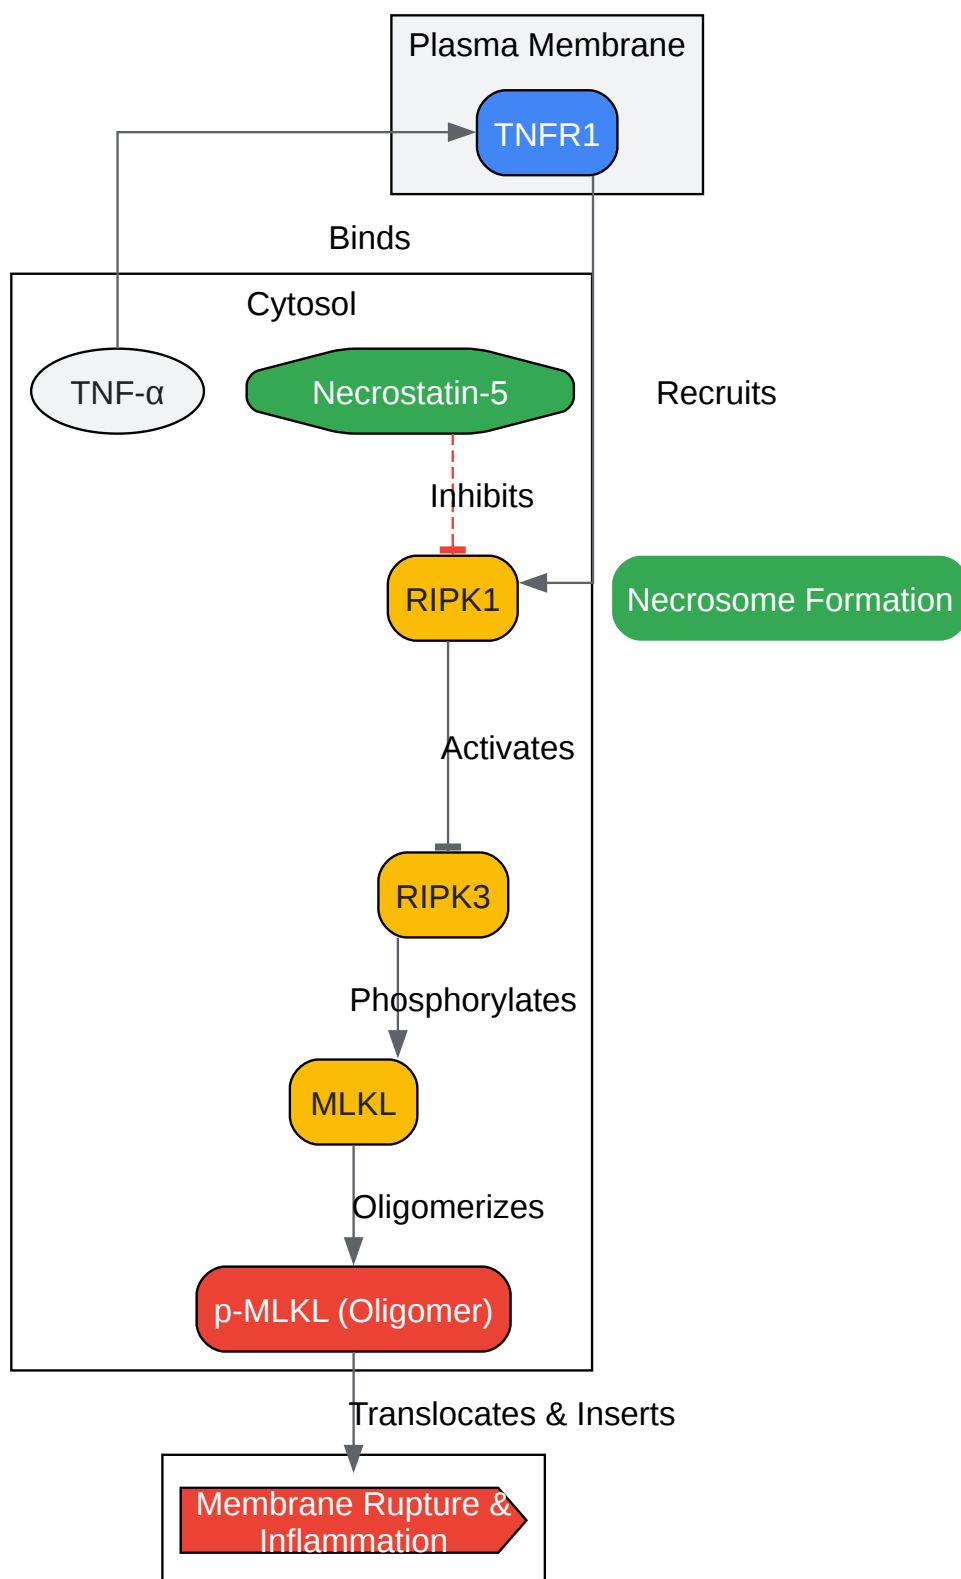 Plasma Membrane
TNFR1
Binds
Cytosol
TNF-α
Necrostatin-5
Recruits
Inhibits
RIPK1
Necrosome Formation
Activates
RIPK3
Phosphorylates
MLKL
Oligomerizes
p-MLKL (Oligomer)
Translocates & Inserts
Membrane Rupture &
Inflammation